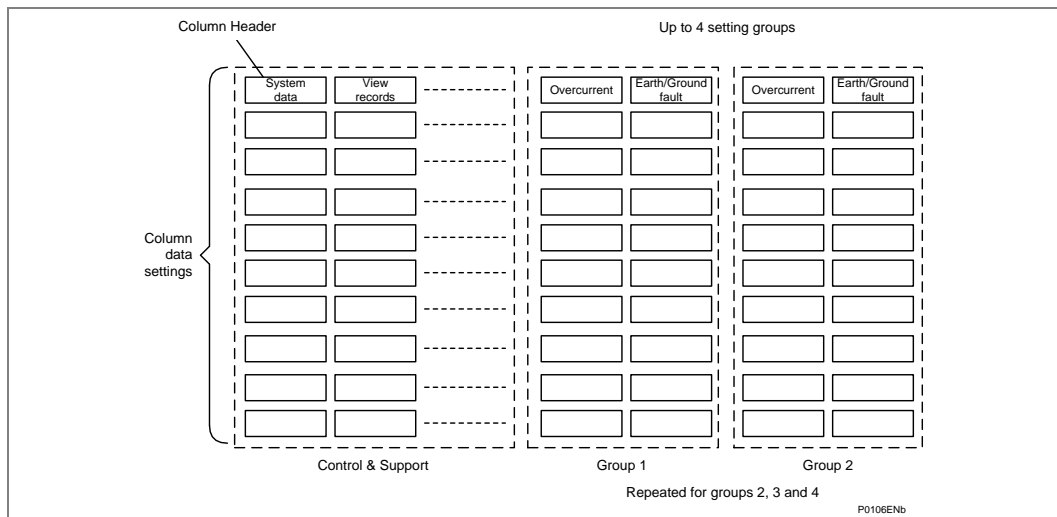 Column Header
Up to 4 setting groups
System
data
View
records
Overcurrent
Earth/Ground
fault
Overcurrent
Earth/Ground
fault
Column
data
settings
Control & Support
Group 1
Group 2
Repeated for groups 2, 3 and 4
P0106ENb